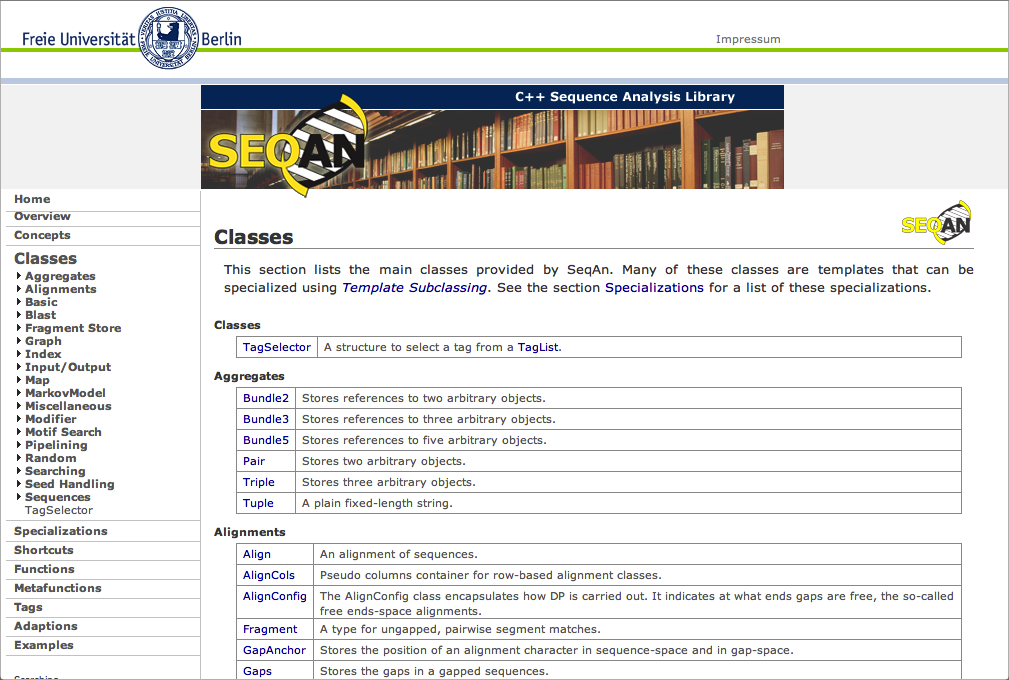 Freie Universität Berlin
Impressum
C++ Sequence Analysis Library
SEQAN
Home
Overview
Concepts
Classes
Aggregates
Alignments
Basic
Blast
Fragment Store
Graph
Index
Input/Output
Map
MarkovModel
Miscellaneous
Modifier
Motif Search
Pipelining
Random
Searching
Seed Handling
Sequences
TagSelector
Specializations
Shortcuts
Functions
Metafunctions
Tags
Adaptions
Examples
SEQAN
Classes
This section lists the main classes provided by SeqAn. Many of these classes are templates that can be
specialized using Template Subclassing. See the section Specializations for a list of these specializations.
Classes
TagSelector A structure to select a tag from a TagList.
Aggregates
Bundle2 Stores references to two arbitrary objects.
Bundle3 Stores references to three arbitrary objects.
Bundle5 Stores references to five arbitrary objects.
Pair Stores two arbitrary objects.
Triple Stores three arbitrary objects.
Tuple A plain fixed-length string.
Alignments
Align An alignment of sequences.
AlignCols Pseudo columns container for row-based alignment classes.
AlignConfig The AlignConfig class encapsulates how DP is carried out. It indicates at what ends gaps are free, the so-called
free ends-space alignments.
Fragment A type for ungapped, pairwise segment matches.
GapAnchor Stores the position of an alignment character in sequence-space and in gap-space.
Gaps Stores the gaps in a gapped sequences.